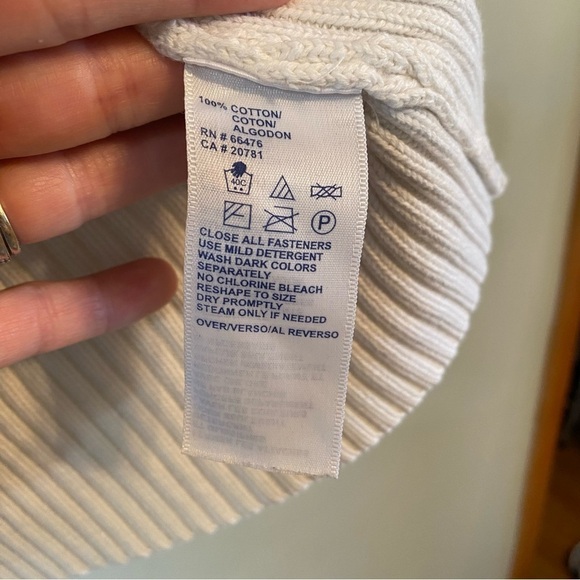 100% COTTON/
COTON/
ALGODON
RN # 66476
CA # 20781
40C
P
CLOSE ALL FASTENERS
USE MILD DETERGENT
WASH DARK COLORS
SEPARATELY
NO CHLORINE BLEACH
RESHAPE TO SIZE
DRY PROMPTLY
STEAM ONLY IF NEEDED
OVER/VERSO/AL REVERSO